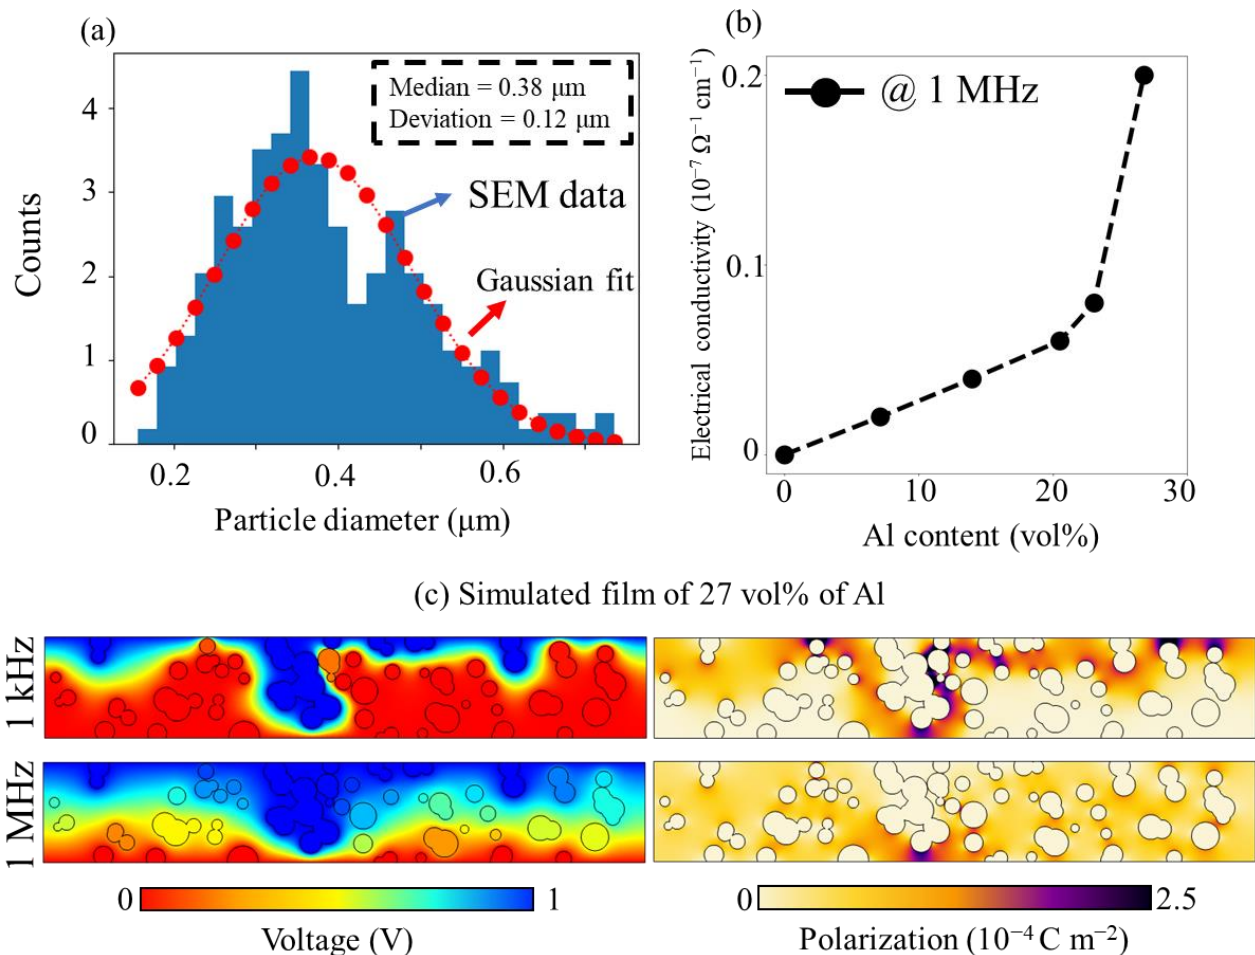 (a)
Median = 0.38 μm
Deviation = 0.12 μm
SEM data
Gaussian fit
Counts
4
3
2
1
0
0.2
0.4
0.6
Particle diameter (μm)
(b)
@ 1 MHz
Electrical conductivity (10⁻⁷ Ω⁻¹ cm⁻¹)
0.2
0.1
0
0
10
20
30
Al content (vol%)
(c) Simulated film of 27 vol% of Al
1 kHz
1 MHz
0
1
Voltage (V)
0
2.5
Polarization (10⁻⁴ C m⁻²)